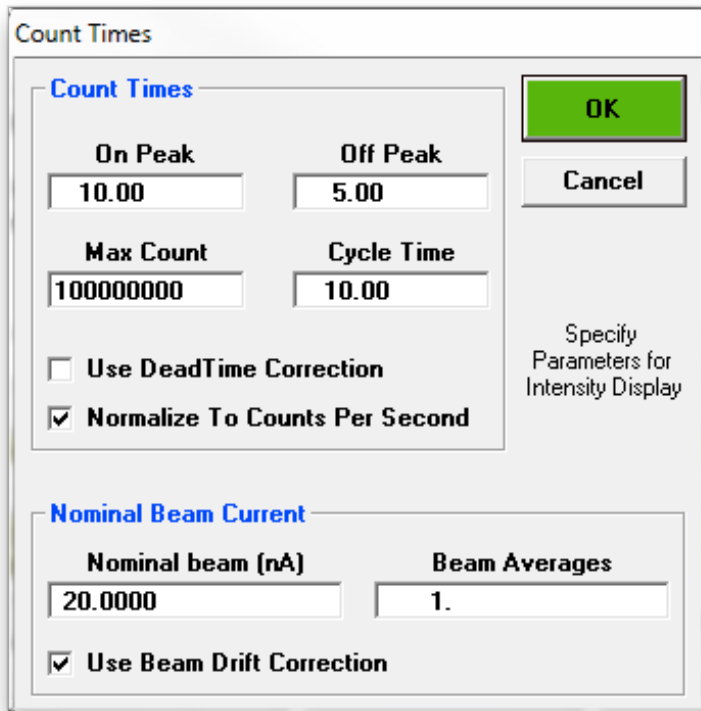 Count Times
Count Times
OK
On Peak
Off Peak
10.00
5.00
Cancel
Max Count
Cycle Time
100000000
10.00
Specify
Parameters for
Intensity Display
Use DeadTime Correction
Normalize To Counts Per Second
Nominal Beam Current
Nominal beam (nA)
Beam Averages
20.0000
1.
Use Beam Drift Correction